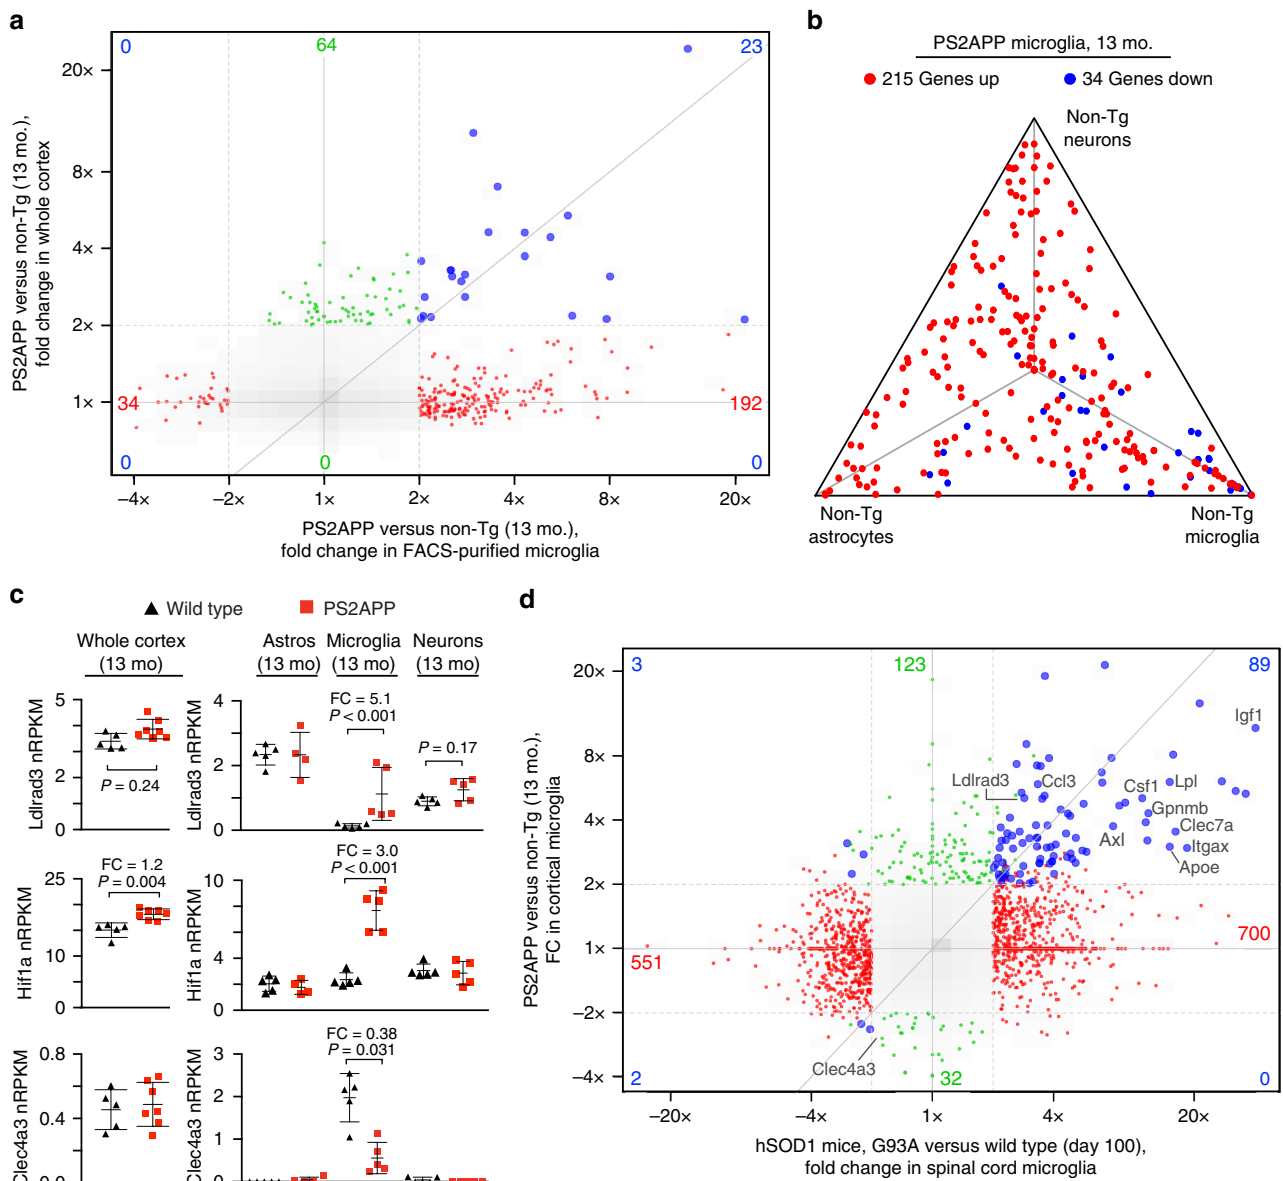 a
0
64
23
20×
8×
4×
2×
1×
34
192
0
0
0
−4×
−2×
1×
2×
4×
8×
20×
PS2APP versus non-Tg (13 mo.),
fold change in whole cortex
PS2APP versus non-Tg (13 mo.),
fold change in FACS-purified microglia
b
PS2APP microglia, 13 mo.
215 Genes up
34 Genes down
Non-Tg
neurons
Non-Tg
astrocytes
Non-Tg
microglia
c
Wild type
PS2APP
Whole cortex
(13 mo)
Astros
(13 mo)
Microglia
(13 mo)
Neurons
(13 mo)
Ldlrad3 nRPKM
5
2
0
P = 0.24
Ldlrad3 nRPKM
4
2
0
FC = 5.1
P < 0.001
P = 0.17
Hif1a nRPKM
25
10
0
FC = 1.2
P = 0.004
Hif1a nRPKM
10
4
2
0
FC = 3.0
P < 0.001
Clec4a3 nRPKM
0.8
0.4
0.0
Clec4a3 nRPKM
3
2
1
FC = 0.38
P = 0.031
d
3
123
89
20×
8×
4×
2×
1×
−2×
−4×
551
700
2
32
0
Igf1
Ldlrad3
Ccl3
Csf1
Lpl
Gpnmb
Axl
Clec7a
Itgax
Apoe
Clec4a3
−20×
−4×
1×
4×
20×
PS2APP versus non-Tg (13 mo.),
FC in cortical microglia
hSOD1 mice, G93A versus wild type (day 100),
fold change in spinal cord microglia